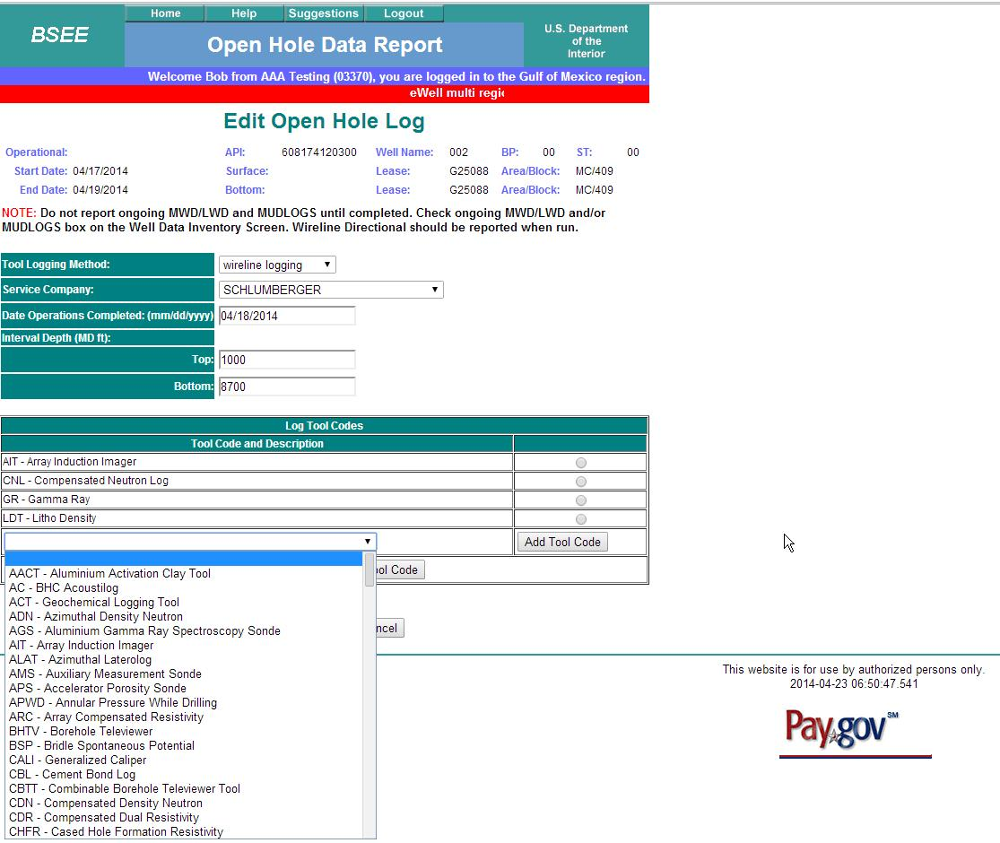 Home Help Suggestions Logout
BSEE
Open Hole Data Report
U.S. Department
of the
Interior
Welcome Bob from AAA Testing (03370), you are logged in to the Gulf of Mexico region.
eWell multi regi
Edit Open Hole Log
Operational: API: 608174120300 Well Name: 002 BP: 00 ST: 00
Start Date: 04/17/2014 Surface: Lease: G25088 Area/Block: MC/409
End Date: 04/19/2014 Bottom: Lease: G25088 Area/Block: MC/409
NOTE: Do not report ongoing MWD/LWD and MUDLOGS until completed. Check ongoing MWD/LWD and/or
MUDLOGS box on the Well Data Inventory Screen. Wireline Directional should be reported when run.
Tool Logging Method: wireline logging
Service Company: SCHLUMBERGER
Date Operations Completed: (mm/dd/yyyy) 04/18/2014
Interval Depth (MD ft):
Top: 1000
Bottom: 8700
Log Tool Codes
Tool Code and Description
AIT - Array Induction Imager
CNL - Compensated Neutron Log
GR - Gamma Ray
LDT - Litho Density
Add Tool Code
ool Code
AACT - Aluminium Activation Clay Tool
AC - BHC Acoustilog
ACT - Geochemical Logging Tool
ADN - Azimuthal Density Neutron
AGS - Aluminium Gamma Ray Spectroscopy Sonde
ncel
AIT - Array Induction Imager
ALAT - Azimuthal Laterolog
AMS - Auxiliary Measurement Sonde
APS - Accelerator Porosity Sonde
APWD - Annular Pressure While Drilling
ARC - Array Compensated Resistivity
BHTV - Borehole Televiewer
BSP - Bridle Spontaneous Potential
CALI - Generalized Caliper
CBL - Cement Bond Log
CBTT - Combinable Borehole Televiewer Tool
CDN - Compensated Density Neutron
CDR - Compensated Dual Resistivity
CHFR - Cased Hole Formation Resistivity
This website is for use by authorized persons only.
2014-04-23 06:50:47.541
Pay.gov SM